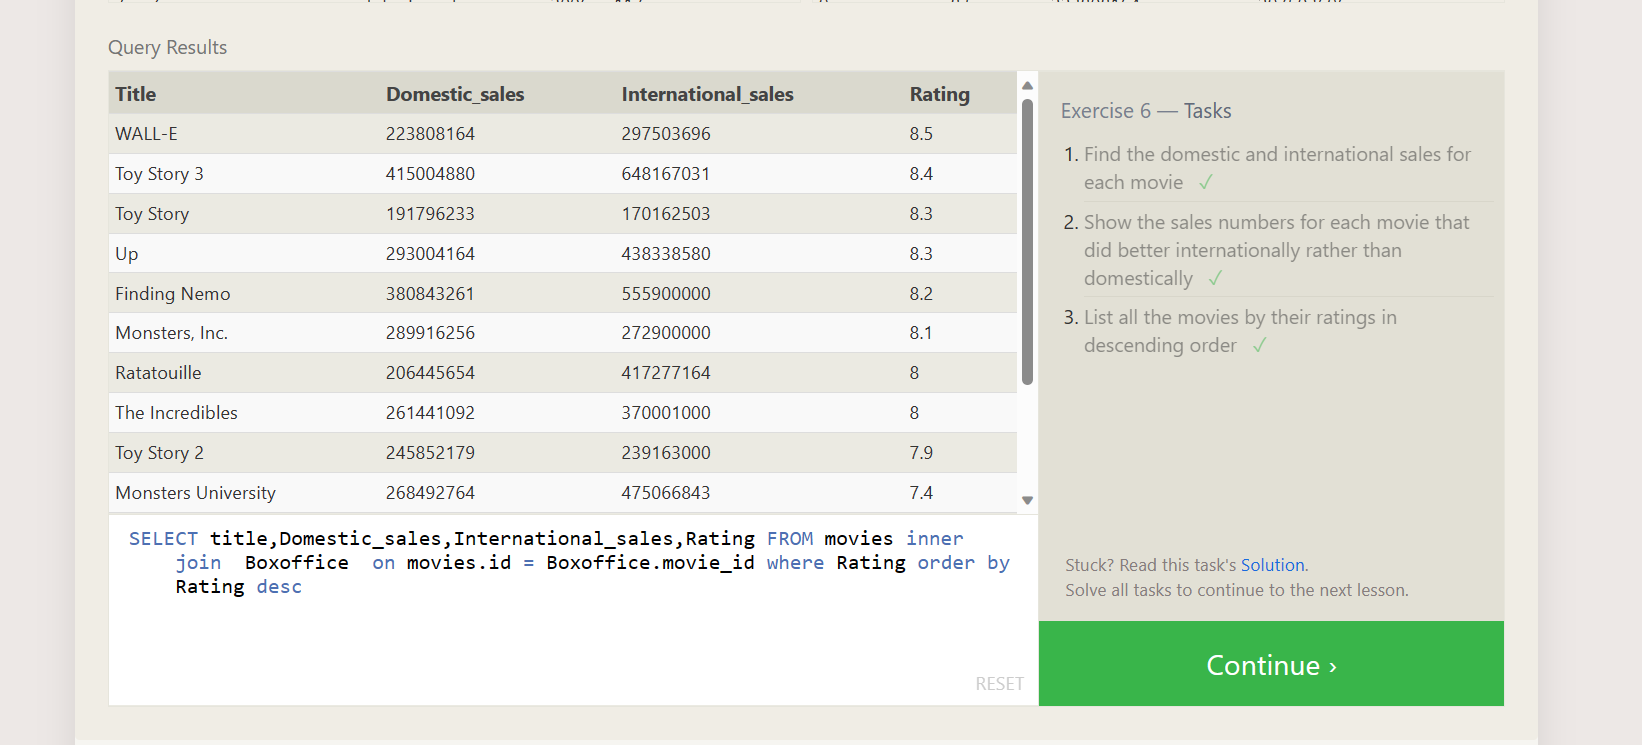 Query Results
Title Domestic_sales International_sales Rating
WALL-E 223808164 297503696 8.5
Toy Story 3 415004880 648167031 8.4
Toy Story 191796233 170162503 8.3
Up 293004164 438338580 8.3
Finding Nemo 380843261 555900000 8.2
Monsters, Inc. 289916256 272900000 8.1
Ratatouille 206445654 417277164 8
The Incredibles 261441092 370001000 8
Toy Story 2 245852179 239163000 7.9
Monsters University 268492764 475066843 7.4
SELECT title,Domestic_sales,International_sales,Rating FROM movies inner
join  Boxoffice  on movies.id = Boxoffice.movie_id where Rating order by
Rating desc
RESET
Exercise 6 — Tasks
1. Find the domestic and international sales for
each movie ✓
2. Show the sales numbers for each movie that
did better internationally rather than
domestically ✓
3. List all the movies by their ratings in
descending order ✓
Stuck? Read this task's Solution.
Solve all tasks to continue to the next lesson.
Continue ›